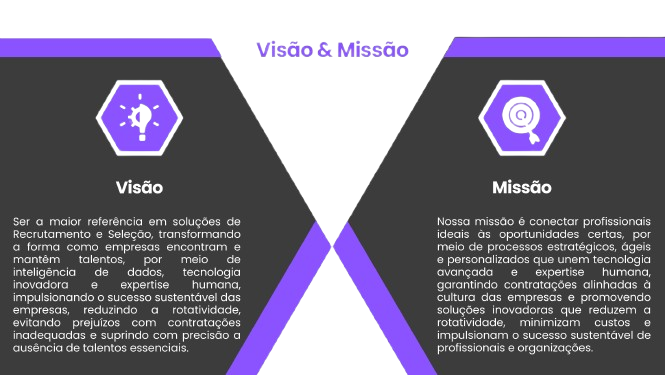 Visão & Missão
Visão
Ser a maior referência em soluções de
Recrutamento e Seleção, transformando
a forma como empresas encontram e
mantêm talentos, por meio de
inteligência de dados, tecnologia
inovadora e expertise humana,
impulsionando o sucesso sustentável das
empresas, reduzindo a rotatividade,
evitando prejuízos com contratações
inadequadas e suprindo com precisão a
ausência de talentos essenciais.
Missão
Nossa missão é conectar profissionais
ideais às oportunidades certas, por
meio de processos estratégicos, ágeis
e personalizados que unem tecnologia
avançada e expertise humana,
garantindo contratações alinhadas à
cultura das empresas e promovendo
soluções inovadoras que reduzem a
rotatividade, minimizam custos e
impulsionam o sucesso sustentável de
profissionais e organizações.